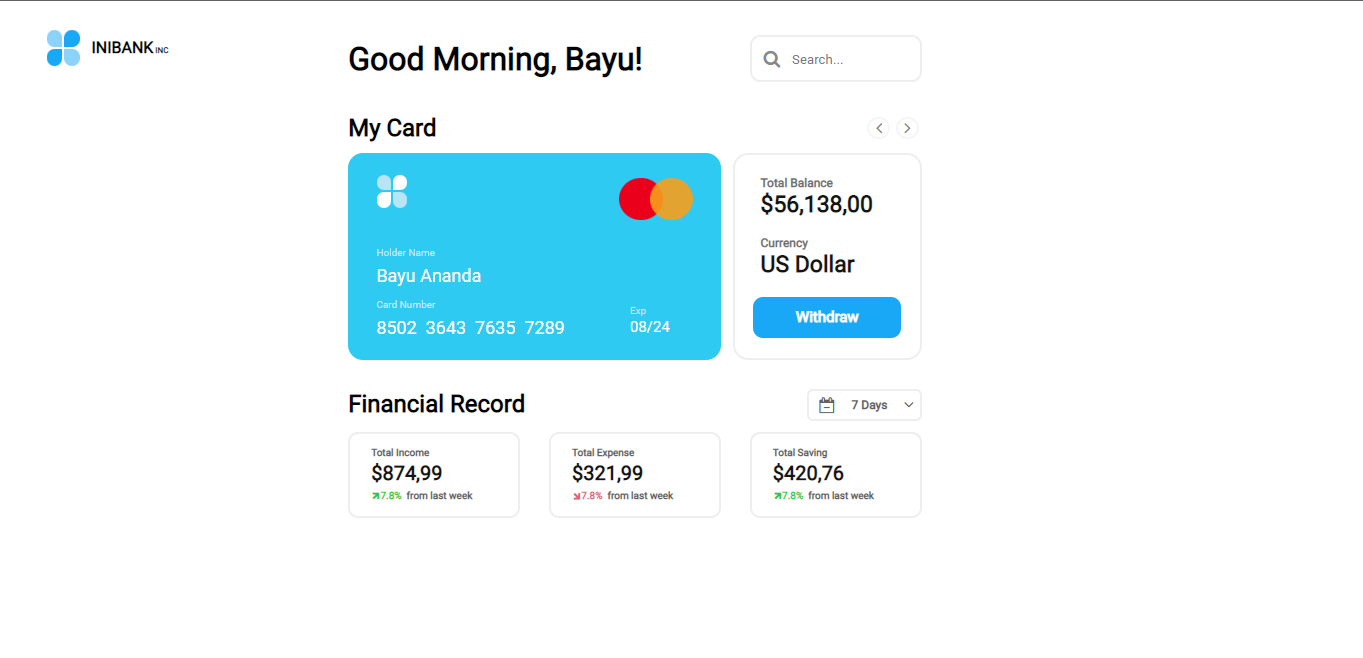 INIBANK INC
Good Morning, Bayu!
Search...
My Card
Holder Name
Bayu Ananda
Card Number
8502 3643 7635 7289
Exp
08/24
Total Balance
$56,138,00
Currency
US Dollar
Withdraw
Financial Record
7 Days
Total Income
$874,99
7.8% from last week
Total Expense
$321,99
7.8% from last week
Total Saving
$420,76
7.8% from last week